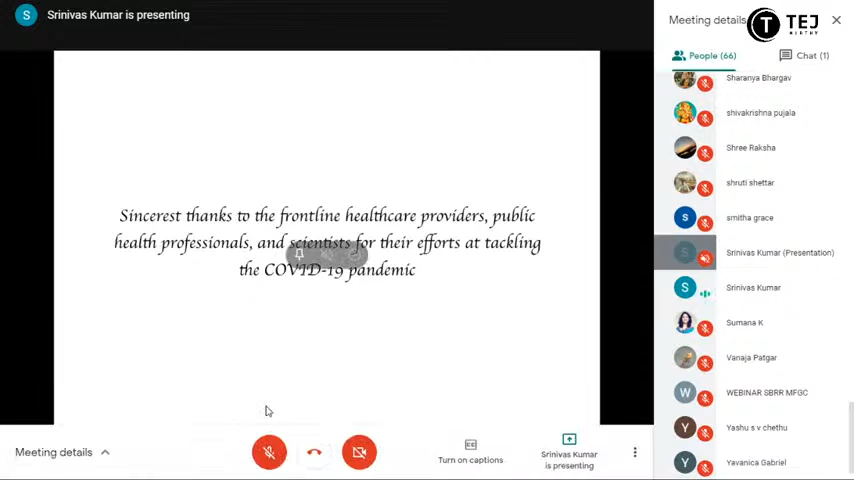 S Srinivas Kumar is presenting
Meeting details
TEJ
People (66)
Chat (1)
Sincerest thanks to the frontline healthcare providers, public
health professionals, and scientists for their efforts at tackling
the COVID-19 pandemic
Sharanya Bhargav
shivakrishna pujala
Shree Raksha
shruti shettar
S smitha grace
S Srinivas Kumar (Presentation)
S Srinivas Kumar
Sumana K
Vanaja Patgar
W WEBINAR SBRR MFGC
Y Yashu s v chethu
Y Yavanica Gabriel
Meeting details
Turn on captions
Srinivas Kumar
is presenting